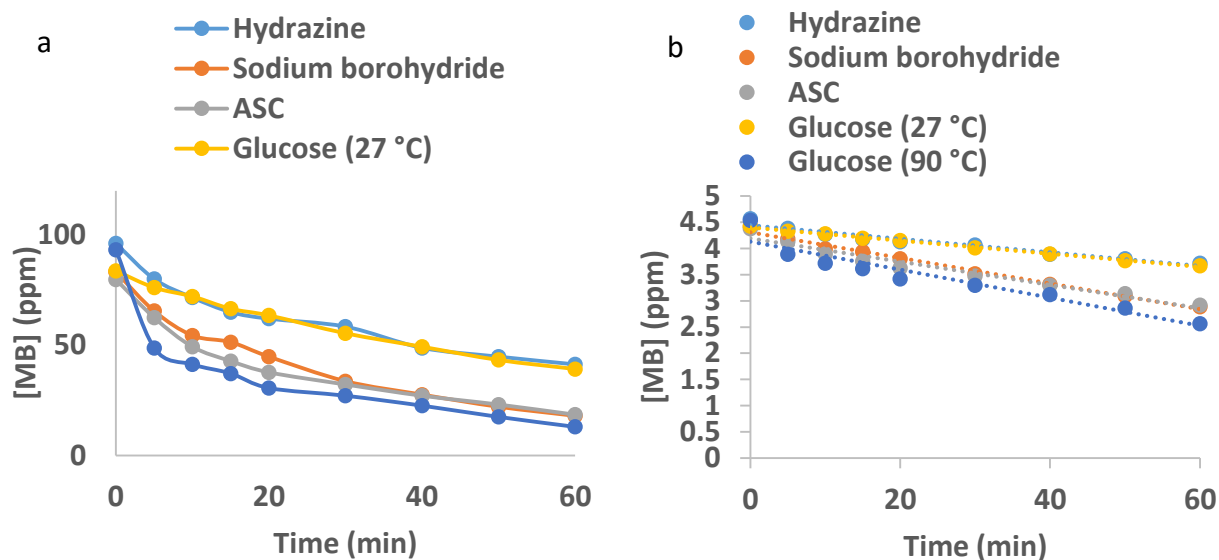 a
Hydrazine
Sodium borohydride
ASC
Glucose (27 °C)
[MB] (ppm)
100
50
0
0 20 40 60
Time (min)
b
Hydrazine
Sodium borohydride
ASC
Glucose (27 °C)
Glucose (90 °C)
[MB] (ppm)
5
4.5
4
3.5
3
2.5
2
1.5
1
0.5
0
0 20 40 60
Time (min)